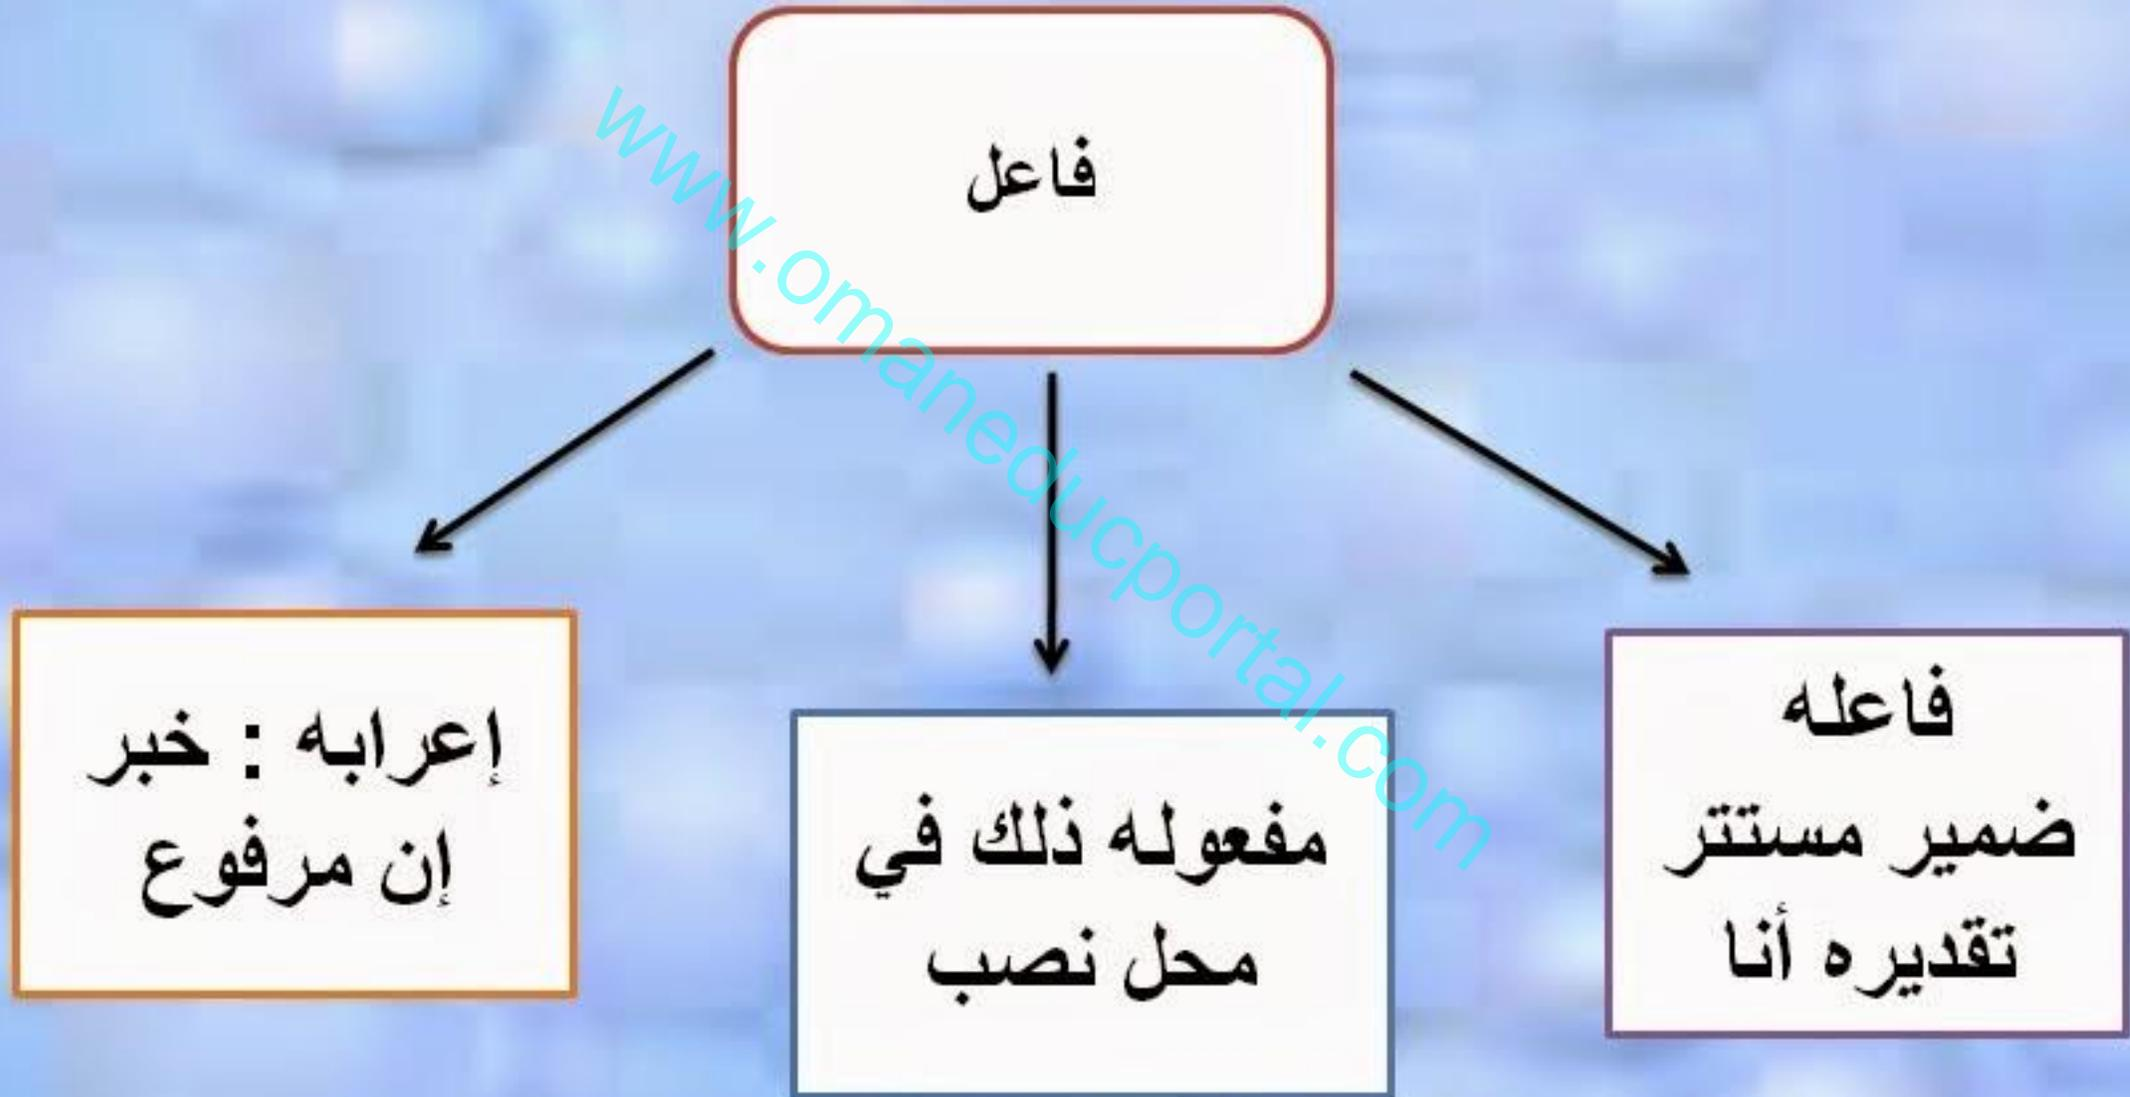 فاعل
فاعله
ضمير مستتر
تقديره أنا
مفعوله ذلك في
محل نصب
إعرابه : خبر
إن مرفوع
www.omaneducportal.com